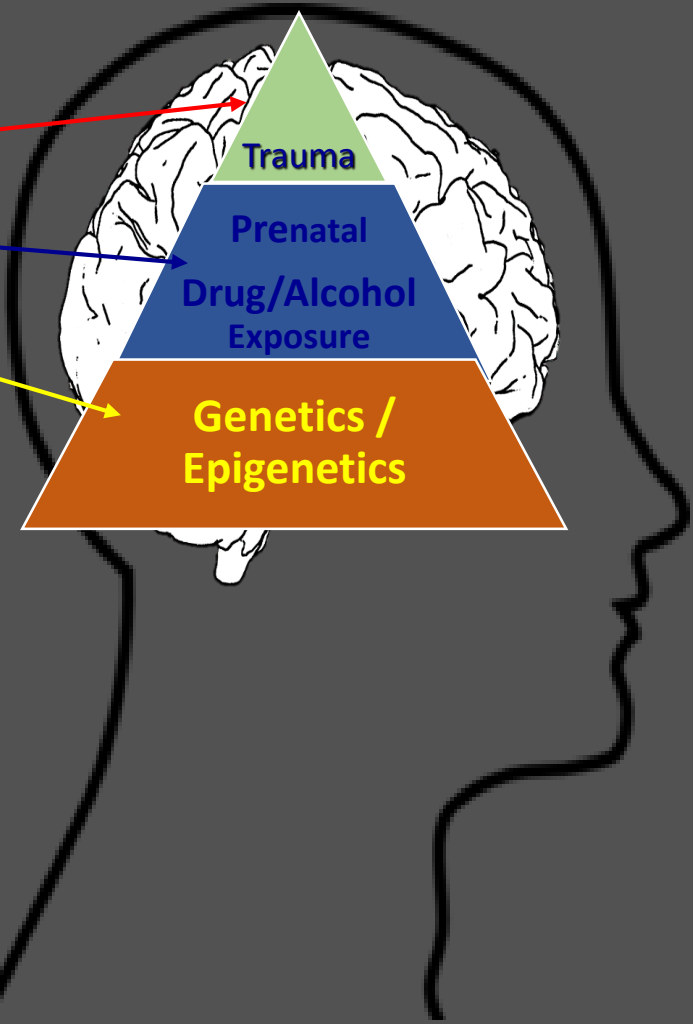 Trauma
Prenatal
Drug/Alcohol
Exposure
Genetics /
Epigenetics